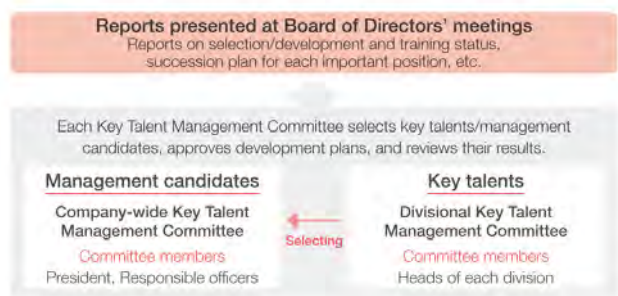 Reports presented at Board of Directors' meetings
Reports on selection/development and training status,
succession plan for each important position, etc.
Each Key Talent Management Committee selects key talents/management
candidates, approves development plans, and reviews their results.
Management candidates
Company-wide Key Talent
Management Committee
Committee members
President, Responsible officers
Selecting
Key talents
Divisional Key Talent
Management Committee
Committee members
Heads of each division